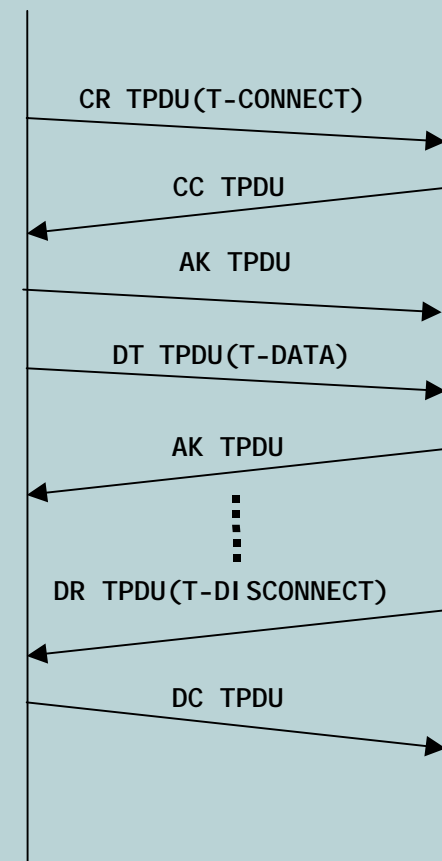 CR TPDU(T-CONNECT)
CC TPDU
AK TPDU
DT TPDU(T-DATA)
AK TPDU
DR TPDU(T-DISCONNECT)
DC TPDU